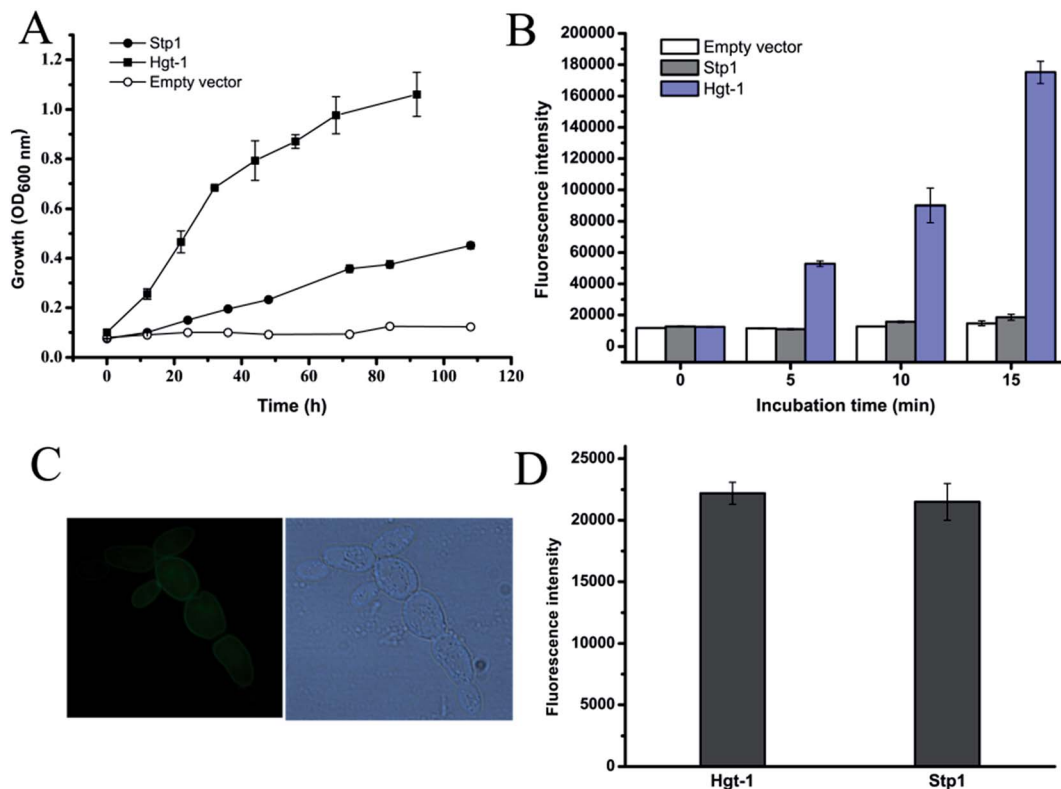 A
Stp1
Hgt-1
Empty vector
1.2
1.0
0.8
0.6
0.4
0.2
0.0
Growth (OD600 nm)
0 20 40 60 80 100 120
Time (h)
B
Empty vector
Stp1
Hgt-1
200000
180000
160000
140000
120000
100000
80000
60000
40000
20000
0
Fluorescence intensity
0 5 10 15
Incubation time (min)
C
D
25000
20000
15000
10000
5000
0
Fluorescence intensity
Hgt-1 Stp1